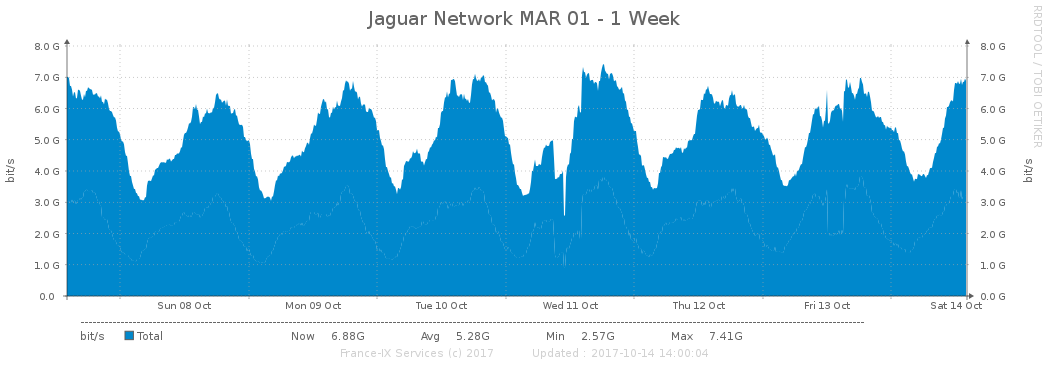 Jaguar Network MAR 01 - 1 Week
RRDTOOL / TOBI OETIKER
8.0 G 8.0 G
7.0 G 7.0 G
6.0 G 6.0 G
5.0 G 5.0 G
4.0 G 4.0 G
3.0 G 3.0 G
2.0 G 2.0 G
1.0 G 1.0 G
0.0 0.0 G
bit/s
bit/s
Sun 08 Oct Mon 09 Oct Tue 10 Oct Wed 11 Oct Thu 12 Oct Fri 13 Oct Sat 14 Oct
bit/s Total Now 6.88G Avg 5.28G Min 2.57G Max 7.41G
France-IX Services (c) 2017 Updated : 2017-10-14 14:00:04